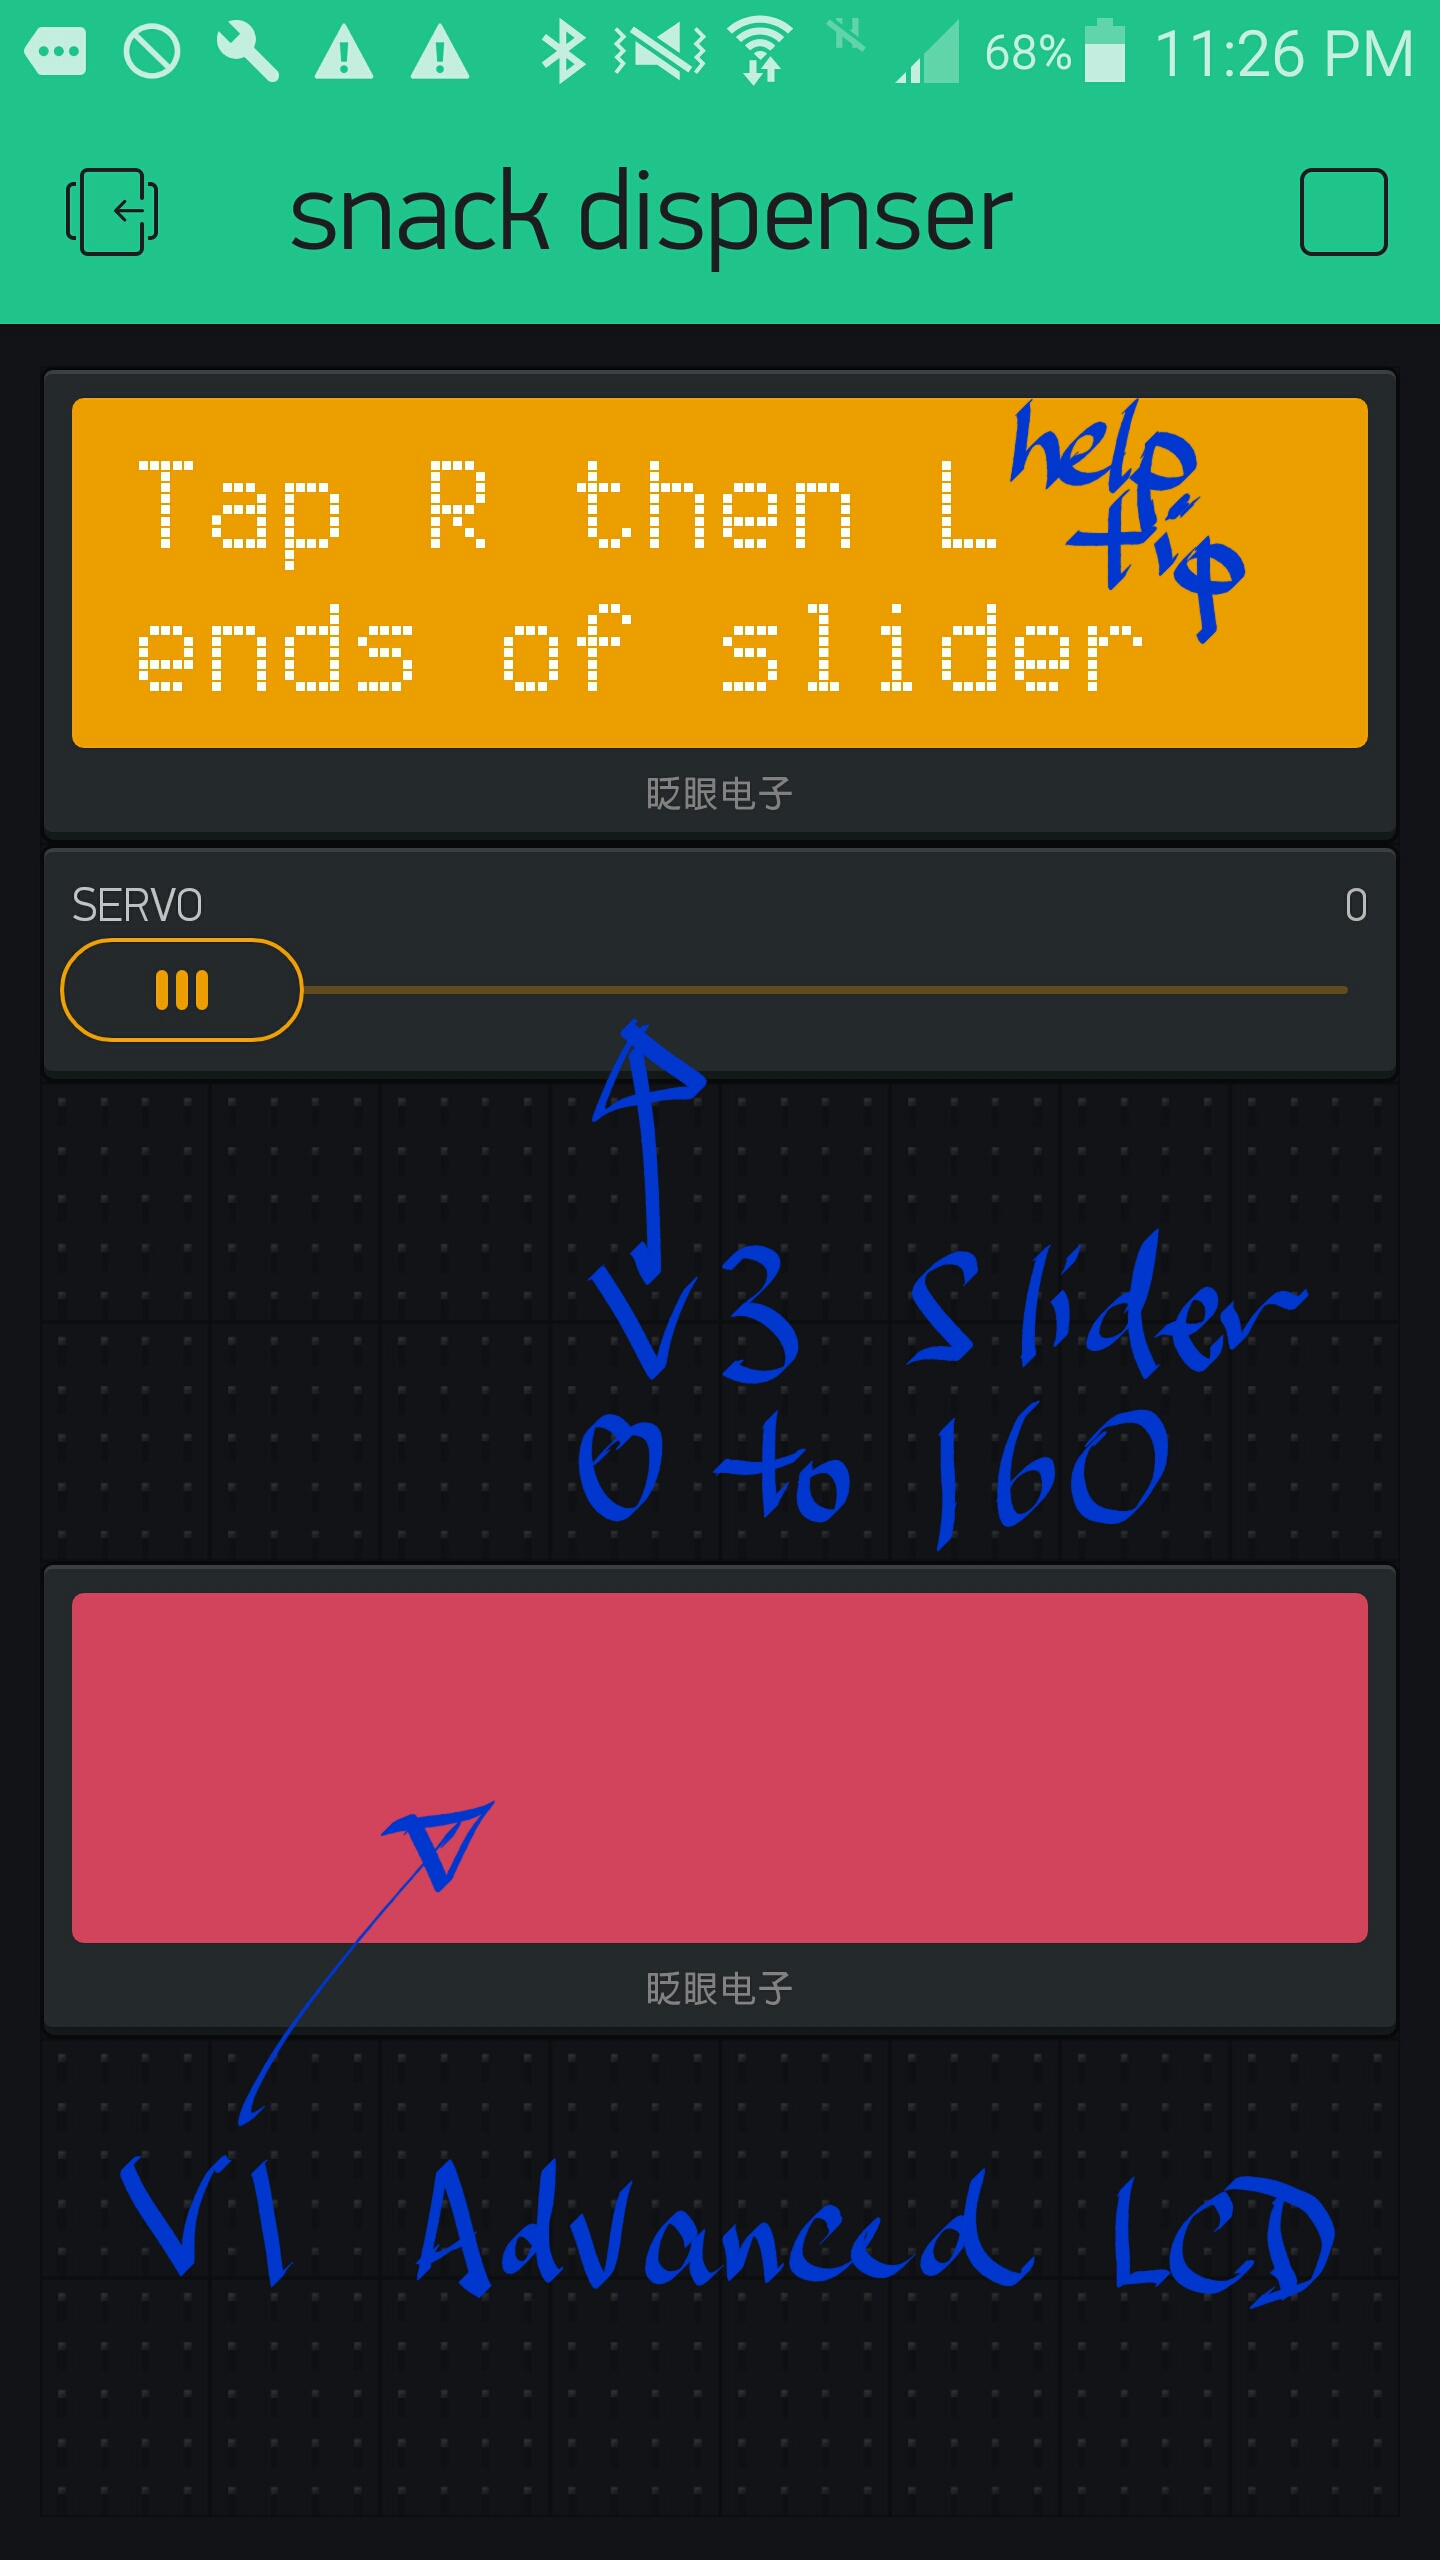 68% 11:26 PM
snack dispenser
Tap R then L
ends of slider
help
tip
眨眼电子
SERVO 0
V3 Slider
0 to 160
眨眼电子
V1 Advanced LCD